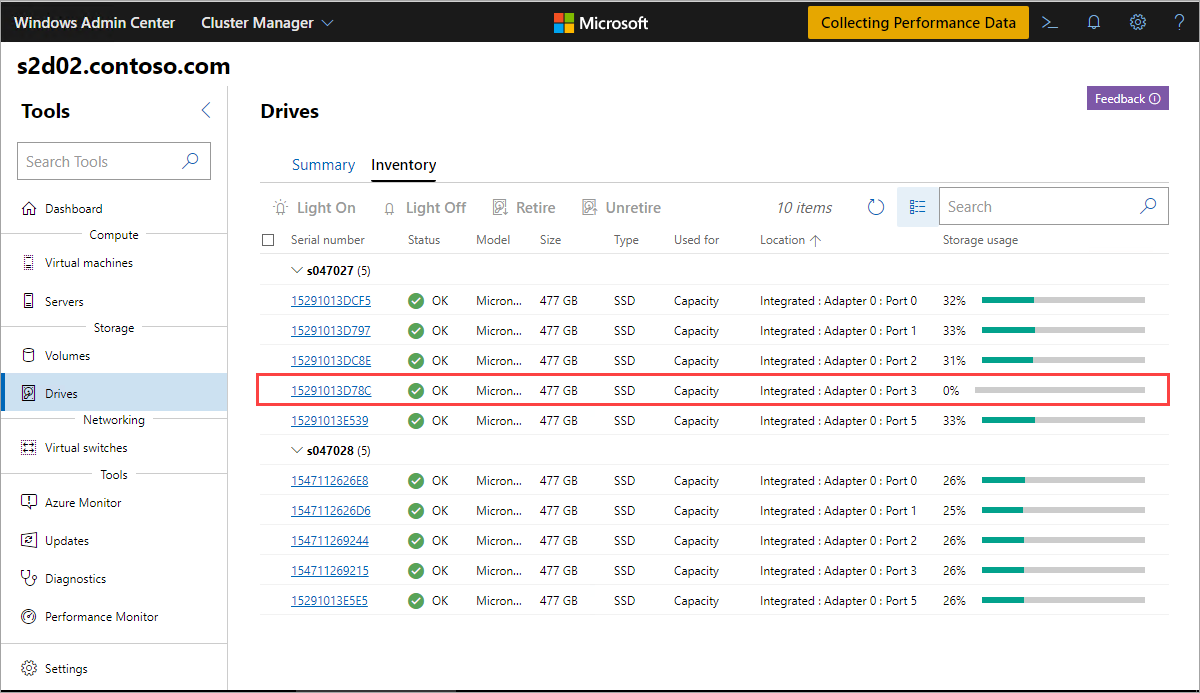 Windows Admin Center Cluster Manager Microsoft Collecting Performance Data
s2d02.contoso.com
Tools
Search Tools
Dashboard
Compute
Virtual machines
Servers
Storage
Volumes
Drives
Networking
Virtual switches
Tools
Azure Monitor
Updates
Diagnostics
Performance Monitor
Settings
Drives
Feedback
Summary Inventory
Light On Light Off Retire Unretire 10 items Search
Serial number Status Model Size Type Used for Location Storage usage
s047027 (5)
15291013DCF5 OK Micron... 477 GB SSD Capacity Integrated : Adapter 0 : Port 0 32%
15291013D797 OK Micron... 477 GB SSD Capacity Integrated : Adapter 0 : Port 1 33%
15291013DC8E OK Micron... 477 GB SSD Capacity Integrated : Adapter 0 : Port 2 31%
15291013D78C OK Micron... 477 GB SSD Capacity Integrated : Adapter 0 : Port 3 0%
15291013E539 OK Micron... 477 GB SSD Capacity Integrated : Adapter 0 : Port 5 33%
s047028 (5)
1547112626E8 OK Micron... 477 GB SSD Capacity Integrated : Adapter 0 : Port 0 26%
1547112626D6 OK Micron... 477 GB SSD Capacity Integrated : Adapter 0 : Port 1 25%
154711269244 OK Micron... 477 GB SSD Capacity Integrated : Adapter 0 : Port 2 26%
154711269215 OK Micron... 477 GB SSD Capacity Integrated : Adapter 0 : Port 3 26%
15291013E5E5 OK Micron... 477 GB SSD Capacity Integrated : Adapter 0 : Port 5 26%